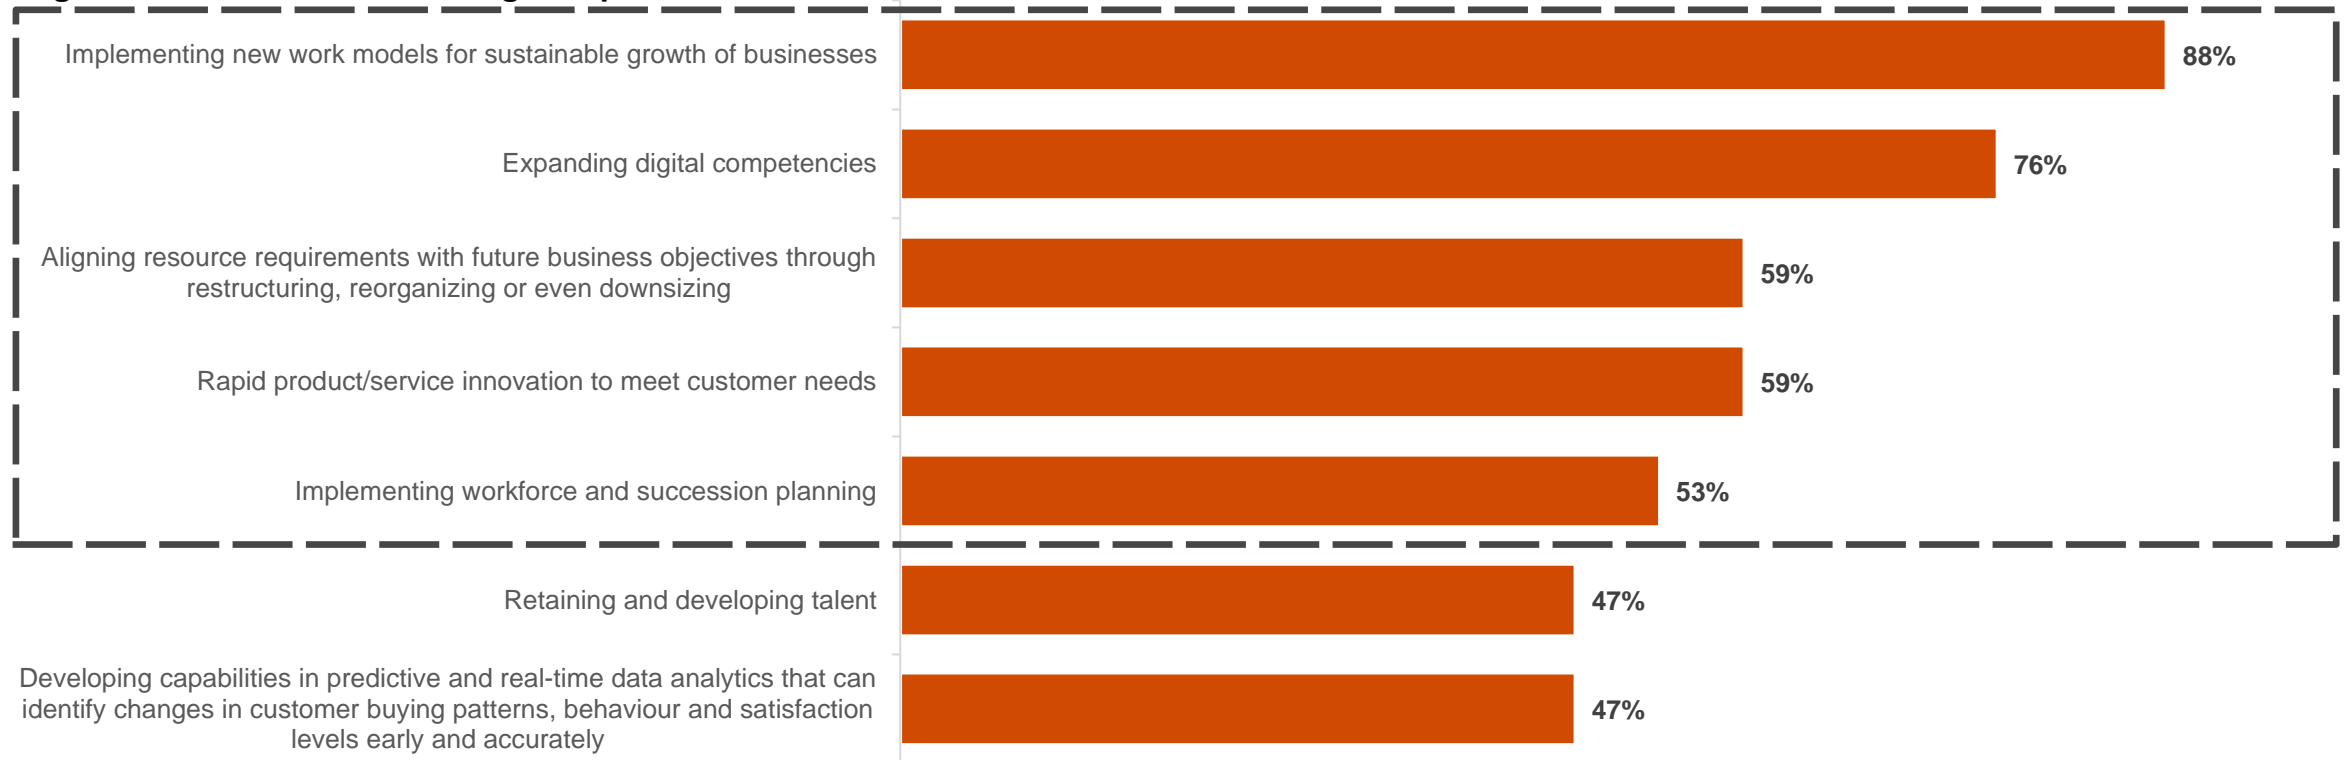 Implementing new work models for sustainable growth of businesses
88%
Expanding digital competencies
76%
Aligning resource requirements with future business objectives through
restructuring, reorganizing or even downsizing
59%
Rapid product/service innovation to meet customer needs
59%
Implementing workforce and succession planning
53%
Retaining and developing talent
47%
Developing capabilities in predictive and real-time data analytics that can
identify changes in customer buying patterns, behaviour and satisfaction
levels early and accurately
47%